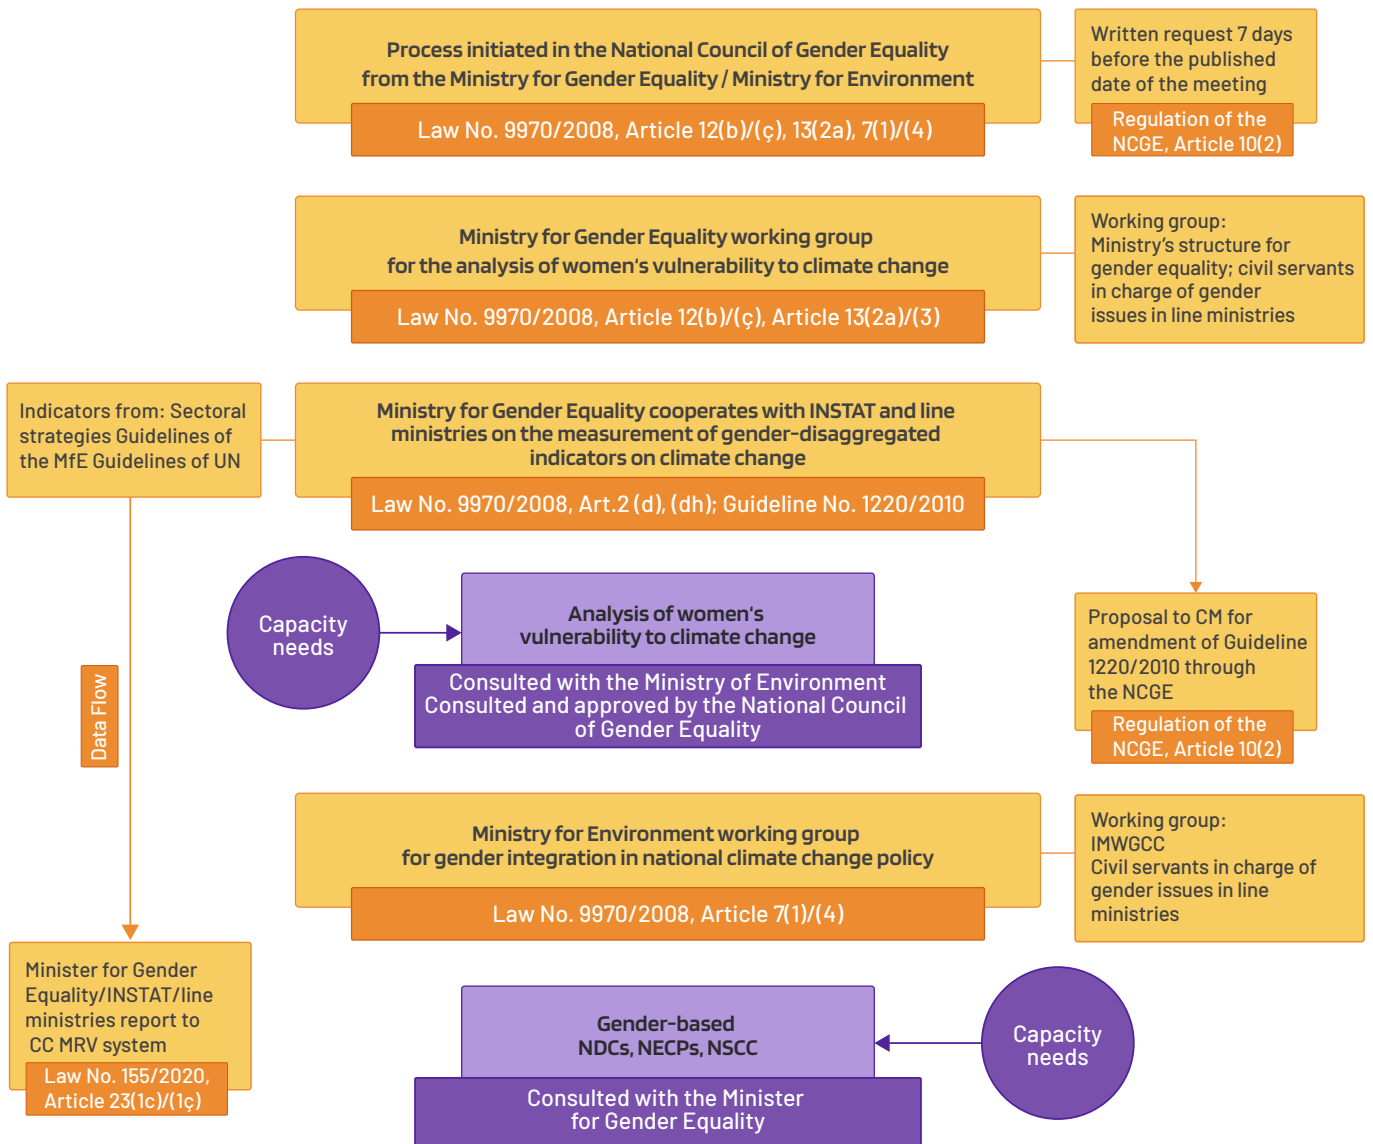 Process initiated in the National Council of Gender Equality
from the Ministry for Gender Equality / Ministry for Environment
Law No. 9970/2008, Article 12(b)/(ç), 13(2a), 7(1)/(4)
Written request 7 days
before the published
date of the meeting
Regulation of the
NCGE, Article 10(2)
Ministry for Gender Equality working group
for the analysis of women‘s vulnerability to climate change
Law No. 9970/2008, Article 12(b)/(ç), Article 13(2a)/(3)
Working group:
Ministry’s structure for
gender equality; civil servants
in charge of gender
issues in line ministries
Indicators from: Sectoral
strategies Guidelines of
the MfE Guidelines of UN
Ministry for Gender Equality cooperates with INSTAT and line
ministries on the measurement of gender-disaggregated
indicators on climate change
Law No. 9970/2008, Art.2 (d), (dh); Guideline No. 1220/2010
Capacity
needs
Analysis of women‘s
vulnerability to climate change
Consulted with the Ministry of Environment
Consulted and approved by the National Council
of Gender Equality
Proposal to CM for
amendment of Guideline
1220/2010 through
the NCGE
Regulation of the
NCGE, Article 10(2)
Data Flow
Ministry for Environment working group
for gender integration in national climate change policy
Law No. 9970/2008, Article 7(1)/(4)
Working group:
IMWGCC
Civil servants in charge of
gender issues in line
ministries
Minister for Gender
Equality/INSTAT/line
ministries report to
CC MRV system
Law No. 155/2020,
Article 23(1c)/(1ç)
Gender-based
NDCs, NECPs, NSCC
Consulted with the Minister
for Gender Equality
Capacity
needs